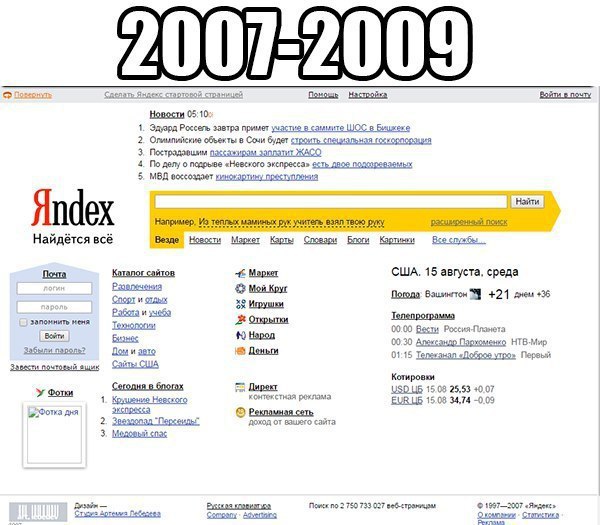 2007-2009
Повернуть
Сделать Яндекс стартовой страницей
Помощь Настройка
Войти в почту
Новости 05:10
1. Эдуард Россель завтра примет участие в саммите ШОС в Бишкеке
2. Олимпийские объекты в Сочи будет строить специальная госкорпорация
3. Пострадавшим пассажирам заплатит ЖАСО
4. По делу о подрыве «Невского экспресса» есть двое подозреваемых
5. МВД воссоздает кинокартину преступления
Яndex
Найдётся всё
Найти
Например, Из теплых маминых рук учитель взял твою руку
расширенный поиск
Везде Новости Маркет Карты Словари Блоги Картинки Все службы...
Почта
логин
пароль
запомнить меня
Войти
Забыли пароль?
Завести почтовый ящик
Фотки
Фотка дня
Каталог сайтов
Развлечения
Спорт и отдых
Работа и учеба
Технологии
Бизнес
Дом и авто
Сайты США
Сегодня в блогах
1. Крушение Невского экспресса
2. Звездопад "Персеиды"
3. Медовый спас
Маркет
Мой Круг
Игрушки
Открытки
Народ
Деньги
Директ
контекстная реклама
Рекламная сеть
доход от вашего сайта
США. 15 августа, среда
Погода: Вашингтон +21 днем +36
Телепрограмма
00:00 Вести Россия-Планета
00:30 Александр Пархоменко НТВ-Мир
01:15 Телеканал «Доброе утро» Первый
Котировки
USD ЦБ 15.08 25,53 +0,07
EUR ЦБ 15.08 34,74 −0,09
Дизайн —
Студия Артемия Лебедева
Русская клавиатура
Company · Advertising
Поиск по 2 750 733 027 веб-страницам
© 1997—2007 «Яндекс»
О компании · Статистика ·
Реклама